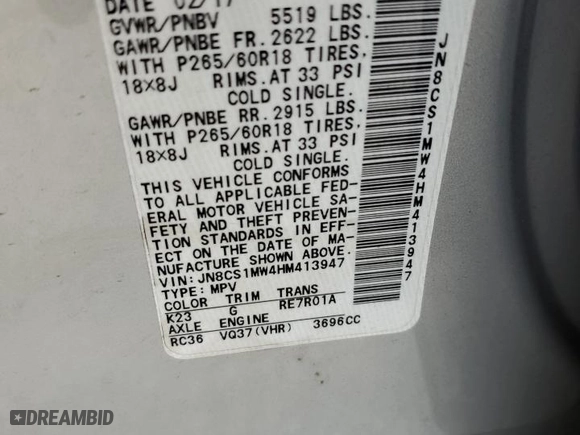 DATE 02/17
GVWR/PNBV 5519 LBS.
GAWR/PNBE FR. 2622 LBS.
WITH P265/60R18 TIRES.
18X8J RIMS. AT 33 PSI
COLD SINGLE.
GAWR/PNBE RR. 2915 LBS.
WITH P265/60R18 TIRES.
18X8J RIMS. AT 33 PSI
COLD SINGLE.
THIS VEHICLE CONFORMS
TO ALL APPLICABLE FED-
ERAL MOTOR VEHICLE SA-
FETY AND THEFT PREVEN-
TION STANDARDS IN EFF-
ECT ON THE DATE OF MA-
NUFACTURE SHOWN ABOVE.
VIN:JN8CS1MW4HM413947
TYPE: MPV
COLOR TRIM TRANS
K23 G RE7R01A
AXLE ENGINE
RC36 VQ37(VHR) 3696CC
JN8CS1MW4HM413947
DREAMBID